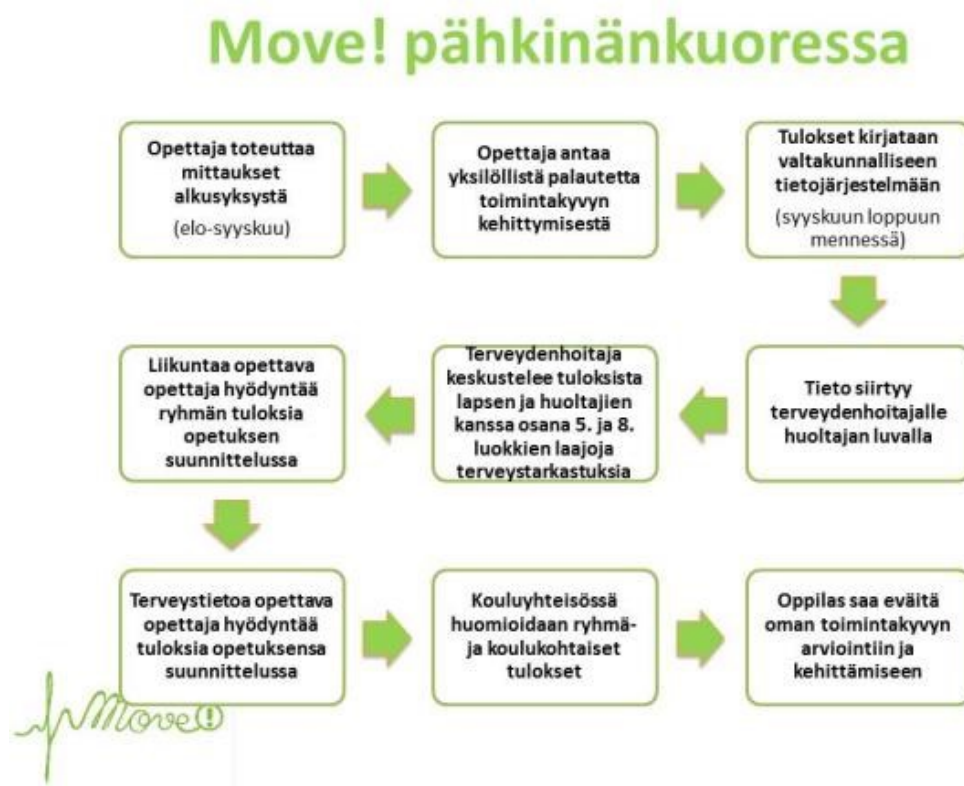 Move! pähkinänkuoressa
Opettaja toteuttaa
mittaukset
alkusyksystä
(elo-syyskuu)
Opettaja antaa
yksilöllistä palautetta
toimintakyvyn
kehittymisestä
Tulokset kirjataan
valtakunnalliseen
tietojärjestelmään
(syyskuun loppuun
mennessä)
Tieto siirtyy
terveydenhoitajalle
huoltajan luvalla
Terveydenhoitaja
keskustelee tuloksista
lapsen ja huoltajien
kanssa osana 5. ja 8.
luokkien laajoja
terveystarkastuksia
Liikuntaa opettava
opettaja hyödyntää
ryhmän tuloksia
opetuksen
suunnittelussa
Terveystietoa opettava
opettaja hyödyntää
tuloksia opetuksensa
suunnittelussa
Kouluyhteisössä
huomioidaan ryhmä-
ja koulukohtaiset
tulokset
Oppilas saa eväitä
oman toimintakyvyn
arviointiin ja
kehittämiseen
Move!